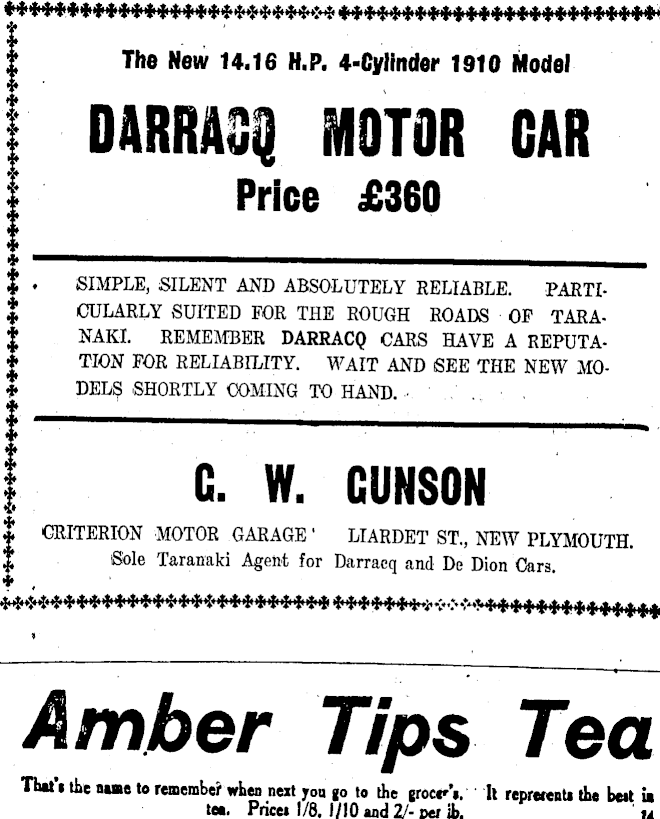 The New 14.16 H.P. 4-Cylinder 1910 Model
DARRACQ MOTOR CAR
Price £360
SIMPLE, SILENT AND ABSOLUTELY RELIABLE. PARTI-
CULARLY SUITED FOR THE ROUGH ROADS OF TARA-
NAKI. REMEMBER DARRACQ CARS HAVE A REPUTA-
TION FOR RELIABILITY. WAIT AND SEE THE NEW MO-
DELS SHORTLY COMING TO HAND.
G. W. GUNSON
CRITERION MOTOR GARAGE LIARDET ST., NEW PLYMOUTH.
Sole Taranaki Agent for Darracq and De Dion Cars.
Amber Tips Tea
That's the name to remember when next you go to the grocer's. It represents the best in
tea. Prices 1/8, 1/10 and 2/- per lb. 14